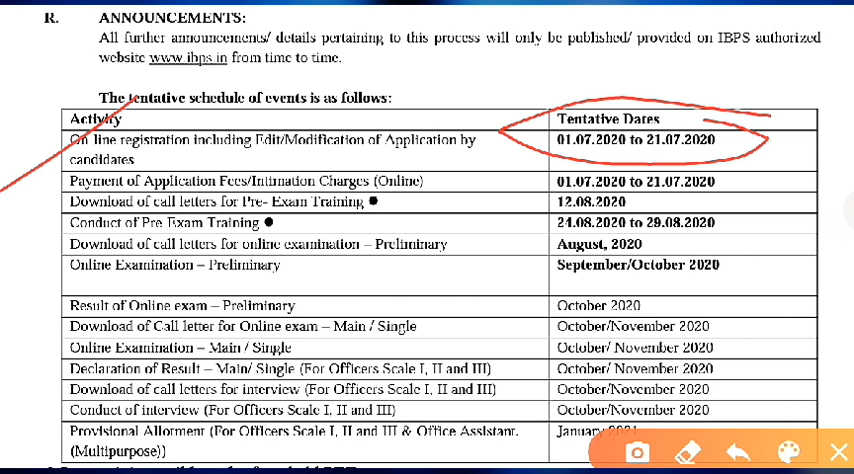 R. ANNOUNCEMENTS:
All further announcements/ details pertaining to this process will only be published/ provided on IBPS authorized
website www ibps.in from time to time.
The tentative schedule of events is as follows:
Activity Tentative Dates
On line registration including Edit/Modification of Application by 01.07.2020 to 21.07.2020
candidates
Payment of Application Fees/Intimation Charges (Online) 01.07.2020 to 21.07.2020
Download of call letters for Pre- Exam Training ● 12.08.2020
Conduct of Pre Exam Training ● 24.08.2020 to 29.08.2020
Download of call letters for online examination – Preliminary August, 2020
Online Examination – Preliminary September/October 2020
Result of Online exam – Preliminary October 2020
Download of Call letter for Online exam – Main / Single October/November 2020
Online Examination – Main / Single October/ November 2020
Declaration of Result – Main/ Single (For Officers Scale I, II and III) October/ November 2020
Download of call letters for interview (For Officers Scale I, II and III) October/November 2020
Conduct of interview (For Officers Scale I, II and III) October/November 2020
Provisional Allotment (For Officers Scale I, II and III & Office Assistant. January 2021
(Multipurpose))